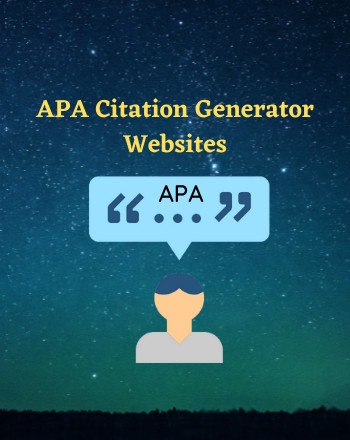 APA Citation Generator
Websites
APA
“ ... ”